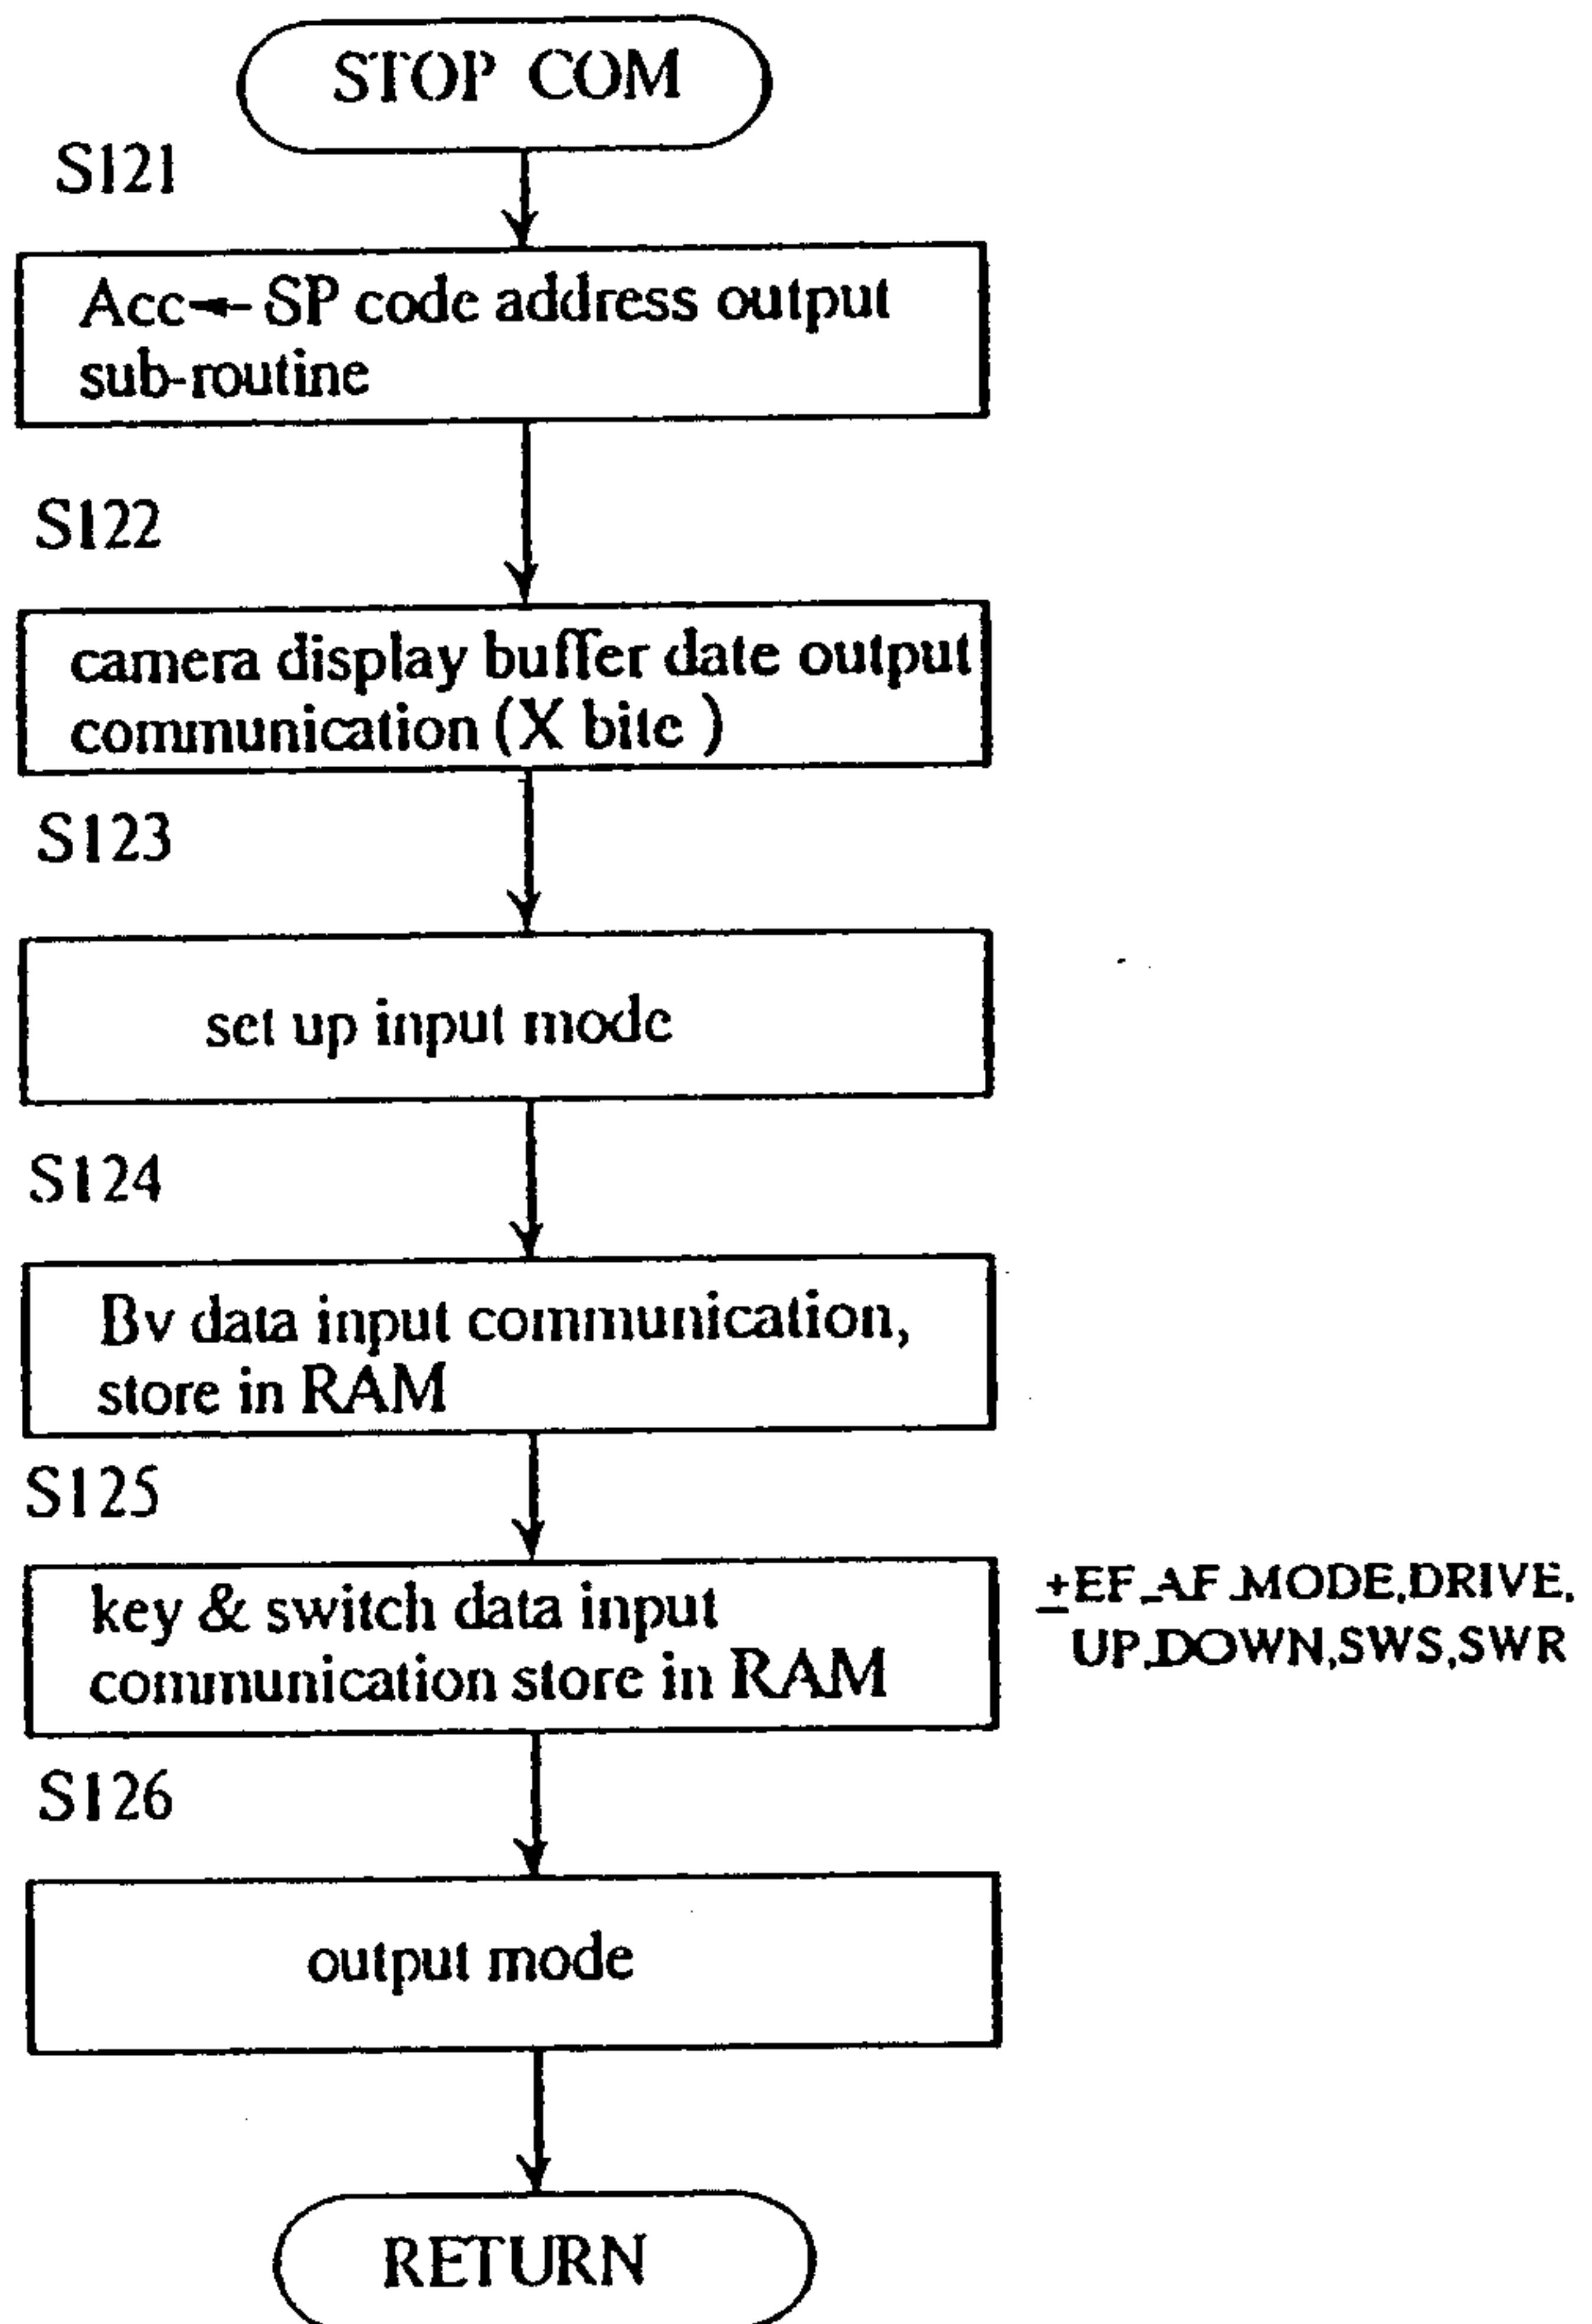 STOP COM
S121
Acc← SP code address output
sub-routine
S122
camera display buffer date output
communication (X bite )
S123
set up input mode
S124
Bv data input communication,
store in RAM
S125
key & switch data input
communication store in RAM
±EF,AF,MODE,DRIVE,
UP,DOWN,SWS,SWR
S126
output mode
RETURN